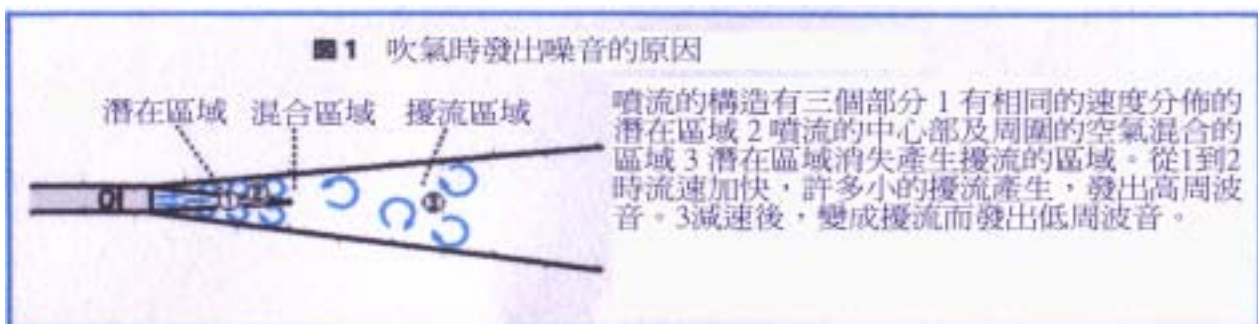 圖1 吹氣時發出噪音的原因
潛在區域 混合區域 擾流區域
① ② ③
噴流的構造有三個部分1有相同的速度分佈的
潛在區域2噴流的中心部及周圍的空氣混合的
區域3潛在區域消失產生擾流的區域。從1到2
時流速加快，許多小的擾流產生，發出高周波
音。3減速後，變成擾流而發出低周波音。